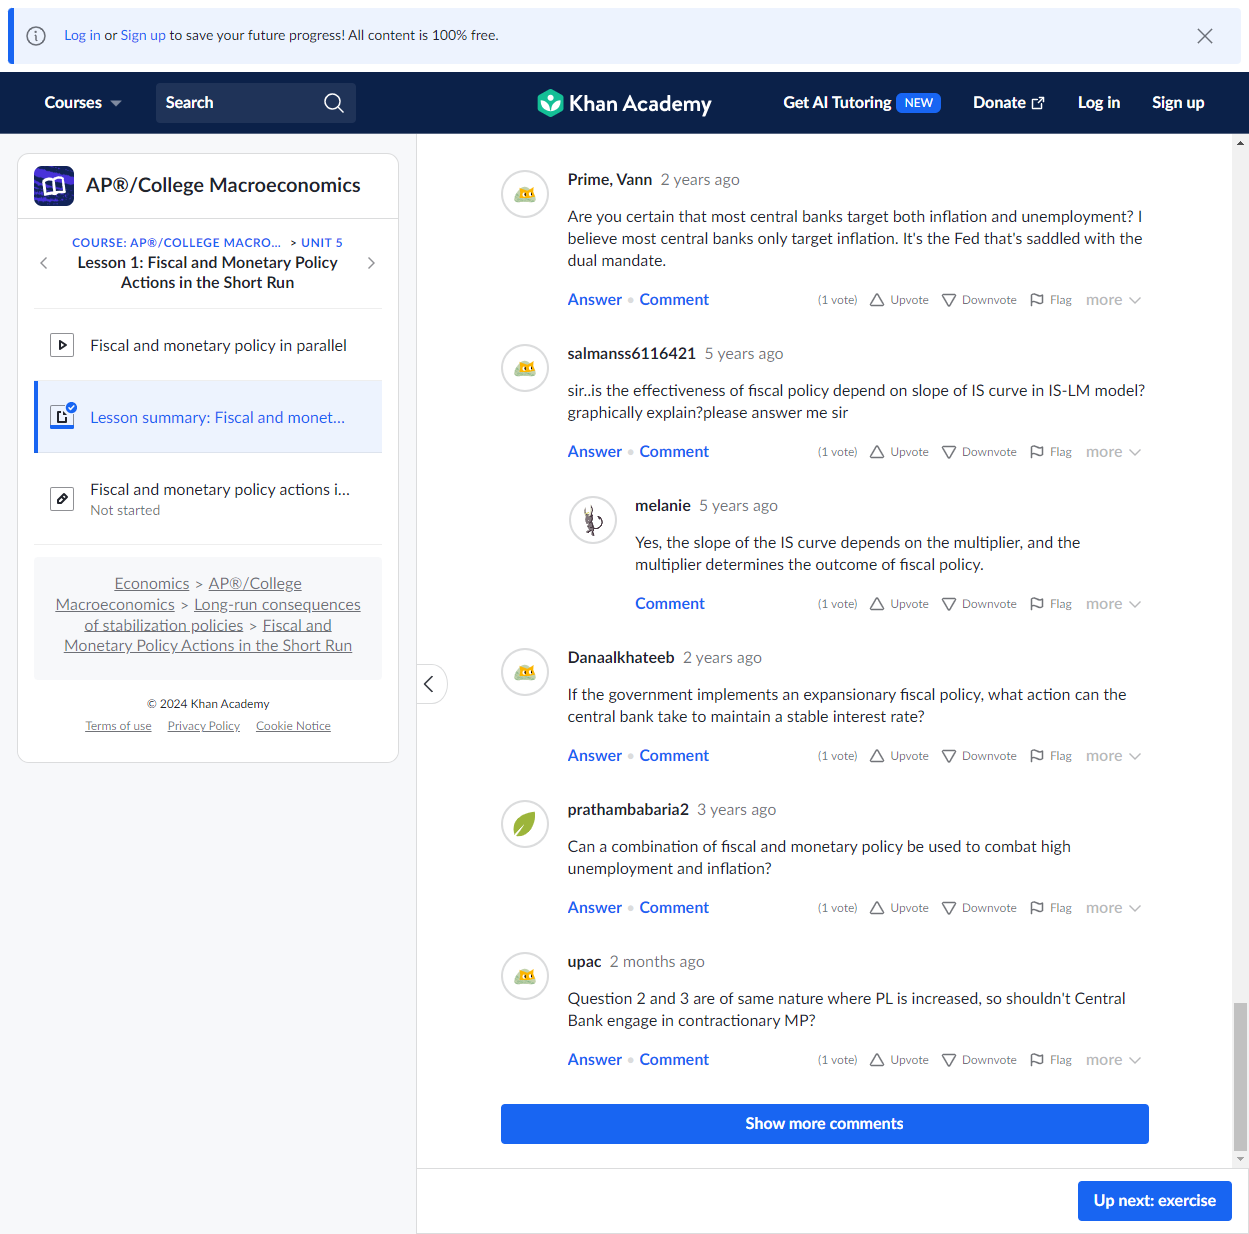 Log in or Sign up to save your future progress! All content is 100% free.
Courses
Search
Khan Academy
Get AI Tutoring NEW
Donate
Log in
Sign up
AP®/College Macroeconomics
COURSE: AP®/COLLEGE MACRO... > UNIT 5
Lesson 1: Fiscal and Monetary Policy
Actions in the Short Run
Fiscal and monetary policy in parallel
Lesson summary: Fiscal and monet...
Fiscal and monetary policy actions i...
Not started
Economics > AP®/College
Macroeconomics > Long-run consequences
of stabilization policies > Fiscal and
Monetary Policy Actions in the Short Run
© 2024 Khan Academy
Terms of use Privacy Policy Cookie Notice
Prime, Vann 2 years ago
Are you certain that most central banks target both inflation and unemployment? I
believe most central banks only target inflation. It's the Fed that's saddled with the
dual mandate.
Answer • Comment (1 vote) Upvote Downvote Flag more
salmanss6116421 5 years ago
sir..is the effectiveness of fiscal policy depend on slope of IS curve in IS-LM model?
graphically explain?please answer me sir
Answer • Comment (1 vote) Upvote Downvote Flag more
melanie 5 years ago
Yes, the slope of the IS curve depends on the multiplier, and the
multiplier determines the outcome of fiscal policy.
Comment (1 vote) Upvote Downvote Flag more
Danaalkhateeb 2 years ago
If the government implements an expansionary fiscal policy, what action can the
central bank take to maintain a stable interest rate?
Answer • Comment (1 vote) Upvote Downvote Flag more
prathambabaria2 3 years ago
Can a combination of fiscal and monetary policy be used to combat high
unemployment and inflation?
Answer • Comment (1 vote) Upvote Downvote Flag more
upac 2 months ago
Question 2 and 3 are of same nature where PL is increased, so shouldn't Central
Bank engage in contractionary MP?
Answer • Comment (1 vote) Upvote Downvote Flag more
Show more comments
Up next: exercise